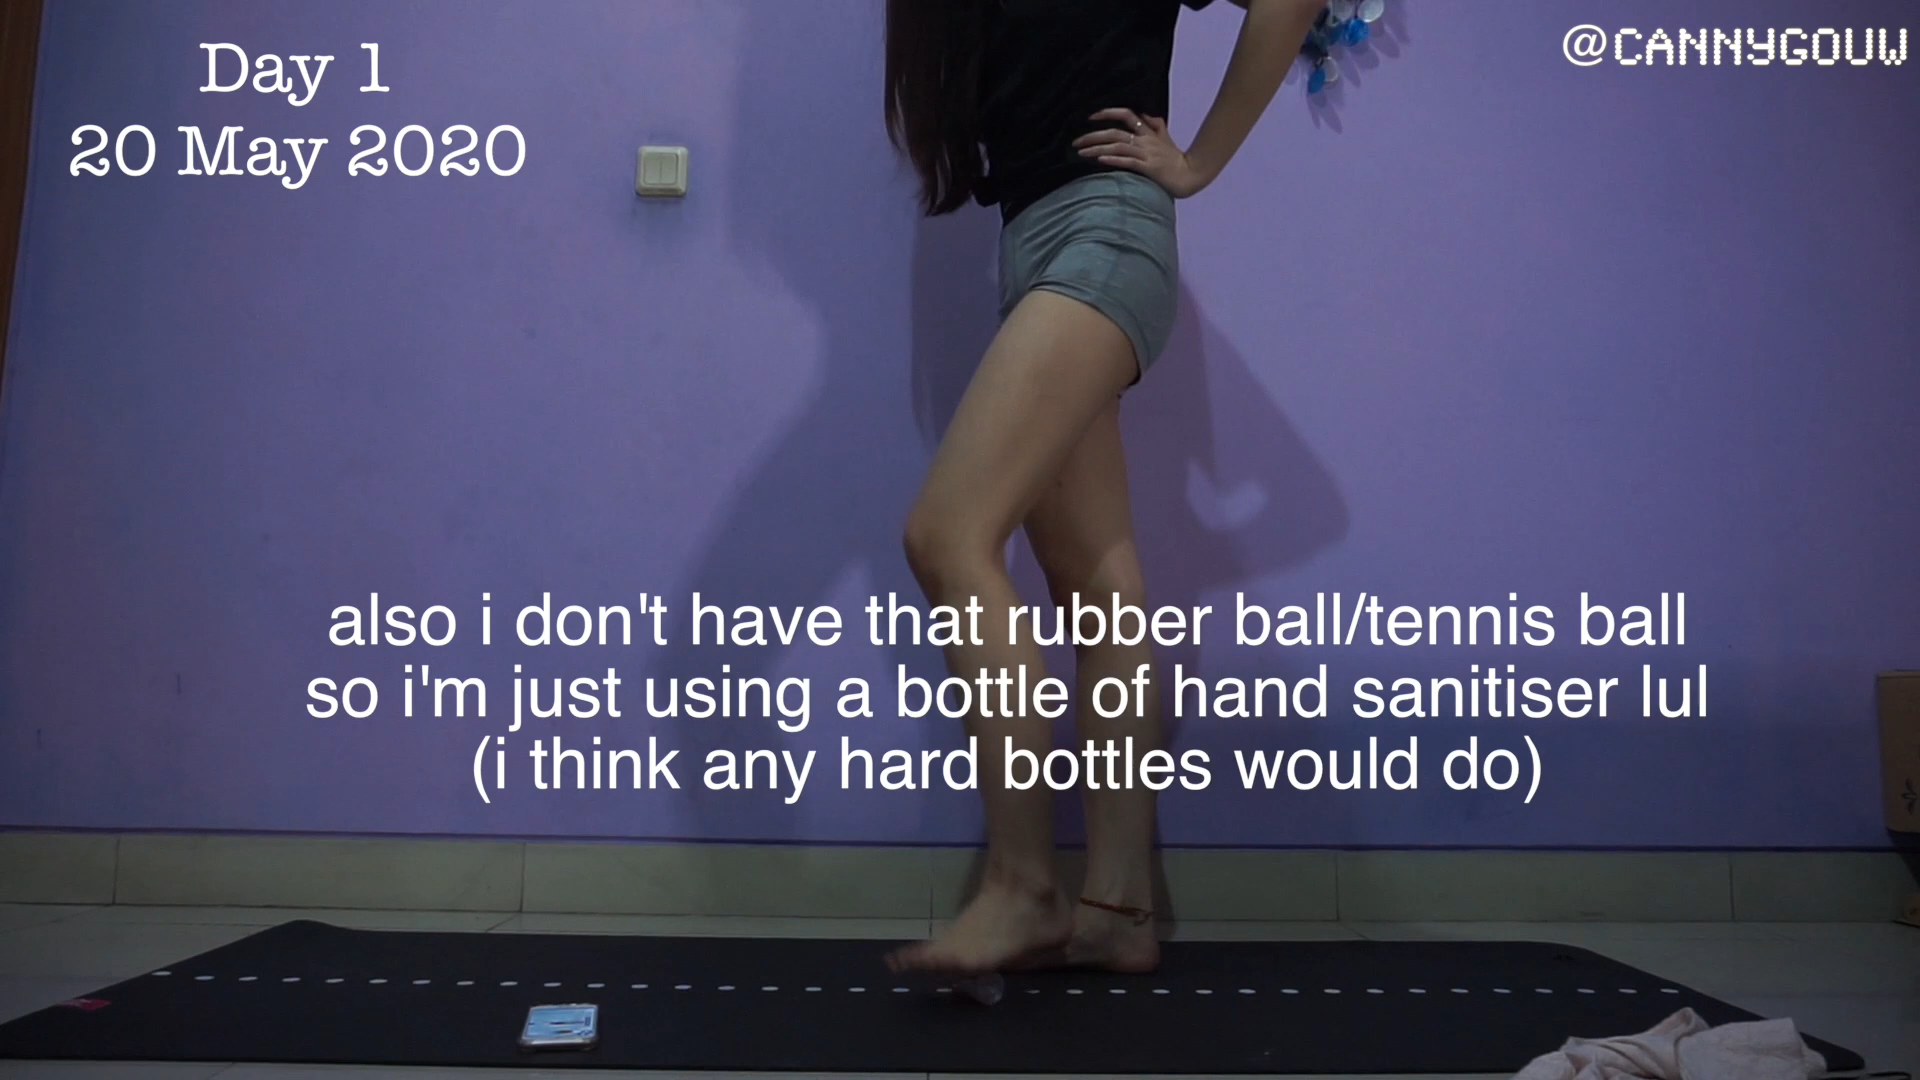 Day 1
20 May 2020
@CANNYGOUW
also i don't have that rubber ball/tennis ball
so i'm just using a bottle of hand sanitiser lul
(i think any hard bottles would do)